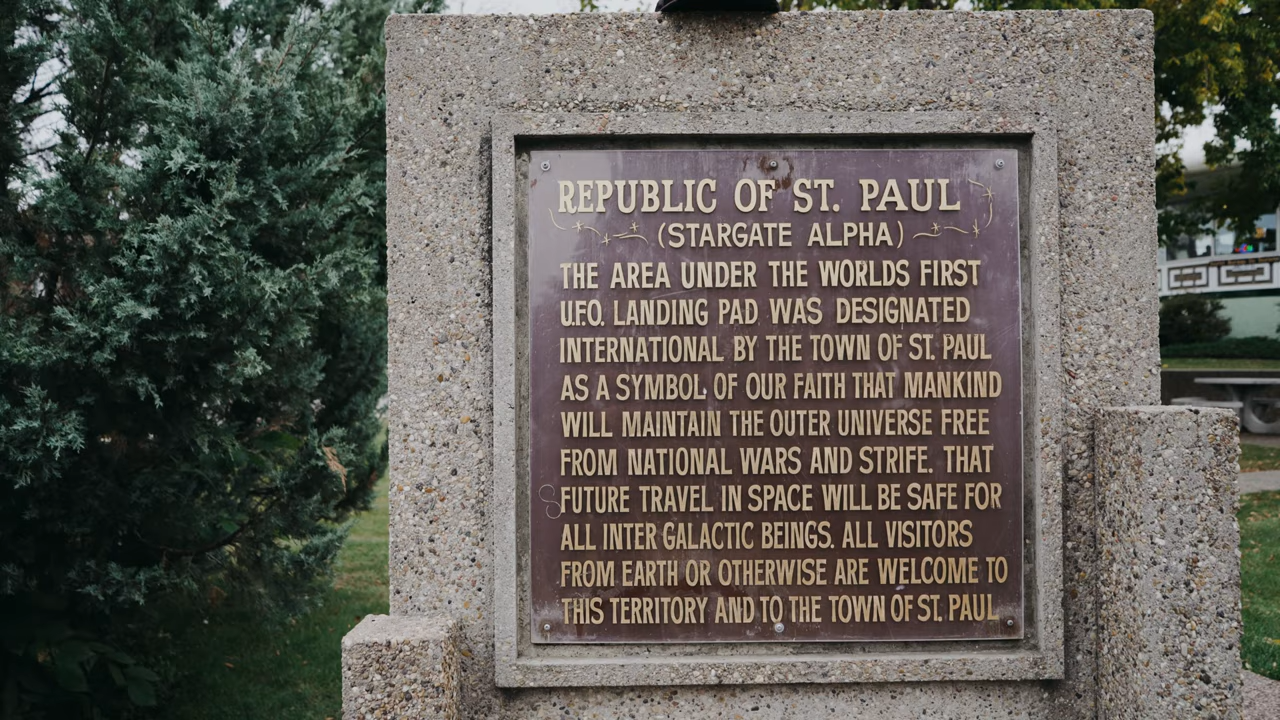 REPUBLIC OF ST. PAUL
(STARGATE ALPHA)
THE AREA UNDER THE WORLDS FIRST
U.F.O. LANDING PAD WAS DESIGNATED
INTERNATIONAL BY THE TOWN OF ST. PAUL
AS A SYMBOL OF OUR FAITH THAT MANKIND
WILL MAINTAIN THE OUTER UNIVERSE FREE
FROM NATIONAL WARS AND STRIFE. THAT
FUTURE TRAVEL IN SPACE WILL BE SAFE FOR
ALL INTER GALACTIC BEINGS. ALL VISITORS
FROM EARTH OR OTHERWISE ARE WELCOME TO
THIS TERRITORY AND TO THE TOWN OF ST. PAUL